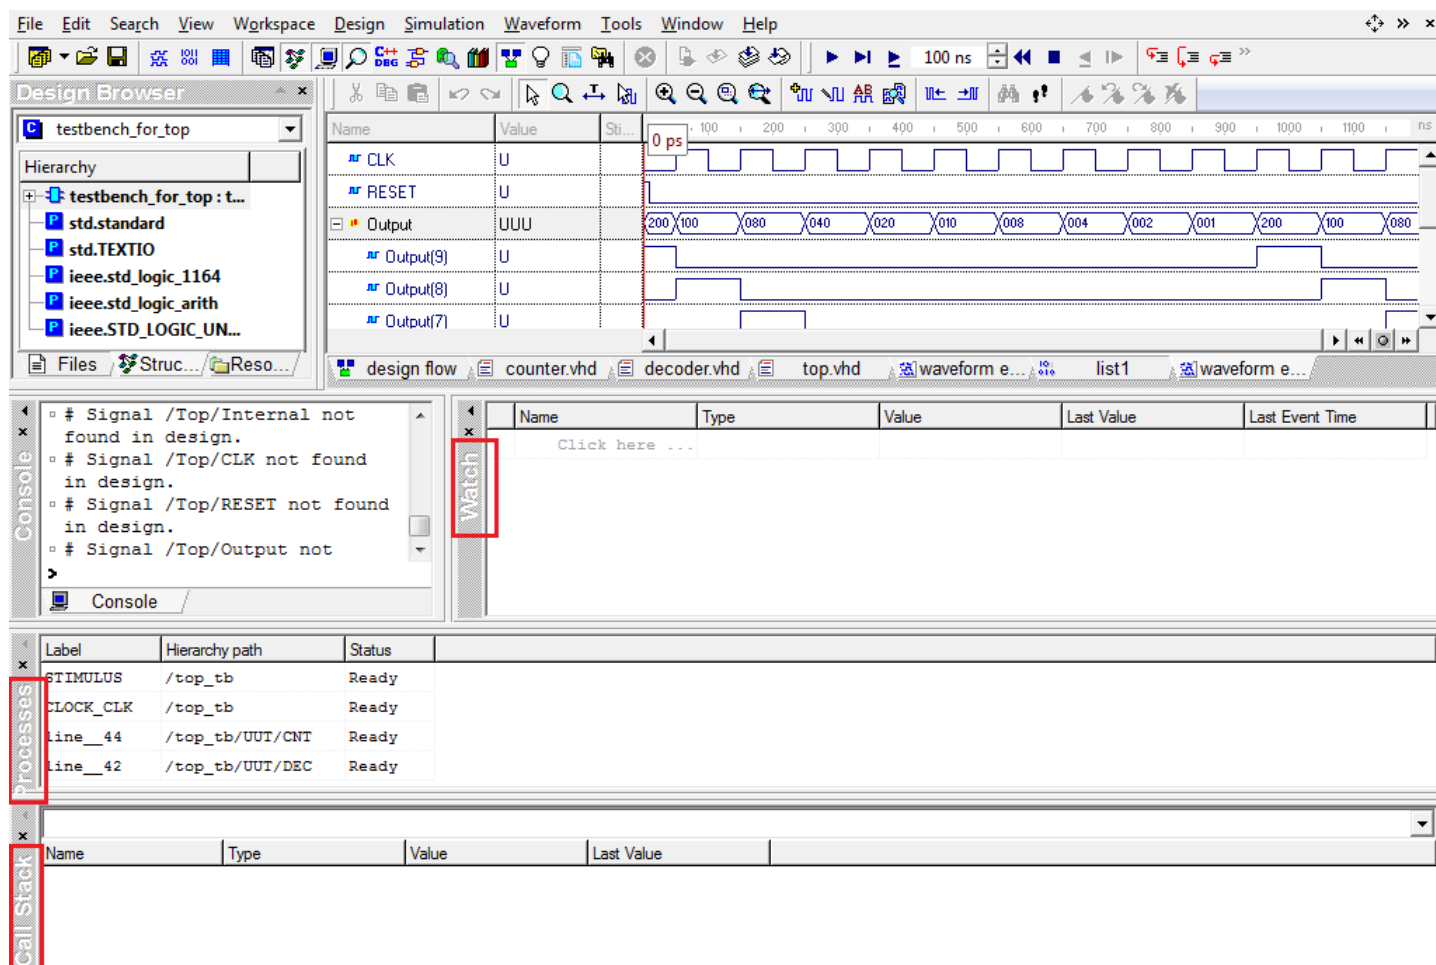 File Edit Search View Workspace Design Simulation Waveform Tools Window Help
C++ DBG 100 ns
Design Browser
testbench_for_top
Hierarchy
testbench_for_top : t...
std.standard
std.TEXTIO
ieee.std_logic_1164
ieee.std_logic_arith
ieee.STD_LOGIC_UN...
Files Struc... Reso...
Name Value Sti... 0 ps 100 200 300 400 500 600 700 800 900 1000 1100 ns
CLK U
RESET U
Output UUU 200 100 080 040 020 010 008 004 002 001 200 100 080
Output(9) U
Output(8) U
Output(7) U
design flow counter.vhd decoder.vhd top.vhd waveform e... list1 waveform e...
Console
# Signal /Top/Internal not
found in design.
# Signal /Top/CLK not found
in design.
# Signal /Top/RESET not found
in design.
# Signal /Top/Output not
>
Console
Watch
Name Type Value Last Value Last Event Time
Click here ...
Processes
Label Hierarchy path Status
STIMULUS /top_tb Ready
CLOCK_CLK /top_tb Ready
line__44 /top_tb/UUT/CNT Ready
line__42 /top_tb/UUT/DEC Ready
Call Stack
Name Type Value Last Value